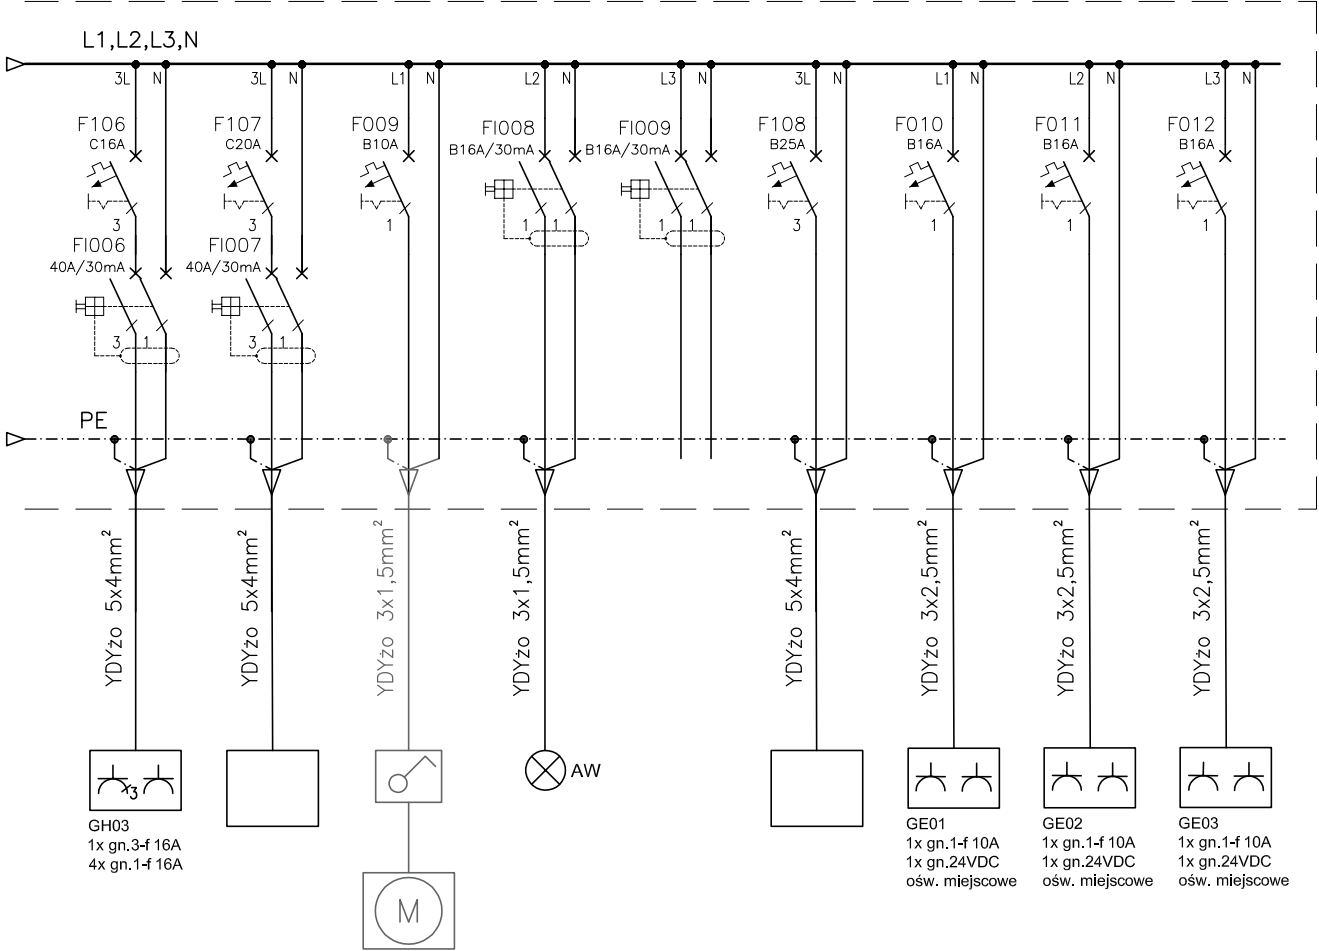 L1,L2,L3,N
3L N 3L N L1 N L2 N L3 N 3L N L1 N L2 N L3 N
F106 F107 F009 FI008 FI009 F108 F010 F011 F012
C16A C20A B10A B16A/30mA B16A/30mA B25A B16A B16A B16A
3 3 1 1 1 1 1 3 1 1 1
FI006 FI007
40A/30mA 40A/30mA
3 1 3 1
PE
YDYżo 5x4mm²
YDYżo 5x4mm²
YDYżo 3x1,5mm²
YDYżo 3x1,5mm²
YDYżo 5x4mm²
YDYżo 3x2,5mm²
YDYżo 3x2,5mm²
YDYżo 3x2,5mm²
3
AW
GH03
1x gn.3-f 16A
4x gn.1-f 16A
M
GE01
1x gn.1-f 10A
1x gn.24VDC
ośw. miejscowe
GE02
1x gn.1-f 10A
1x gn.24VDC
ośw. miejscowe
GE03
1x gn.1-f 10A
1x gn.24VDC
ośw. miejscowe